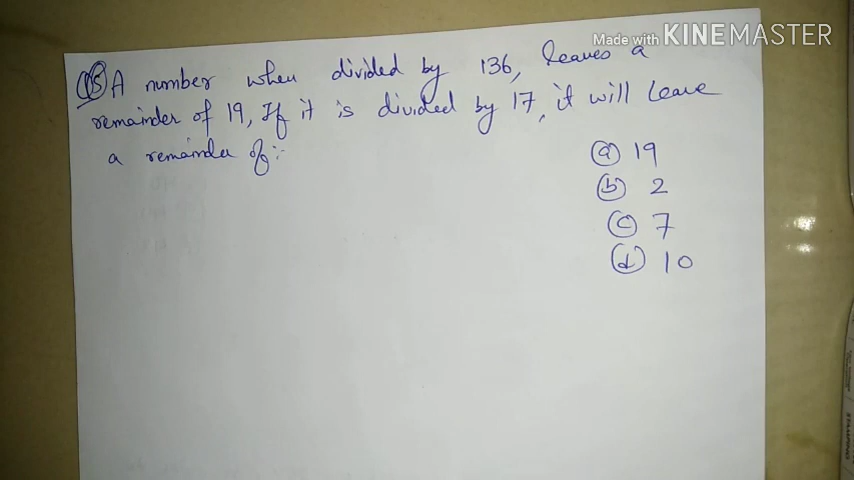 Made with KINEMASTER
Q5 A number when divided by 136, leaves a
remainder of 19, If it is divided by 17, it will leave
a remainder of :-
(a) 19
(b) 2
(c) 7
(d) 10